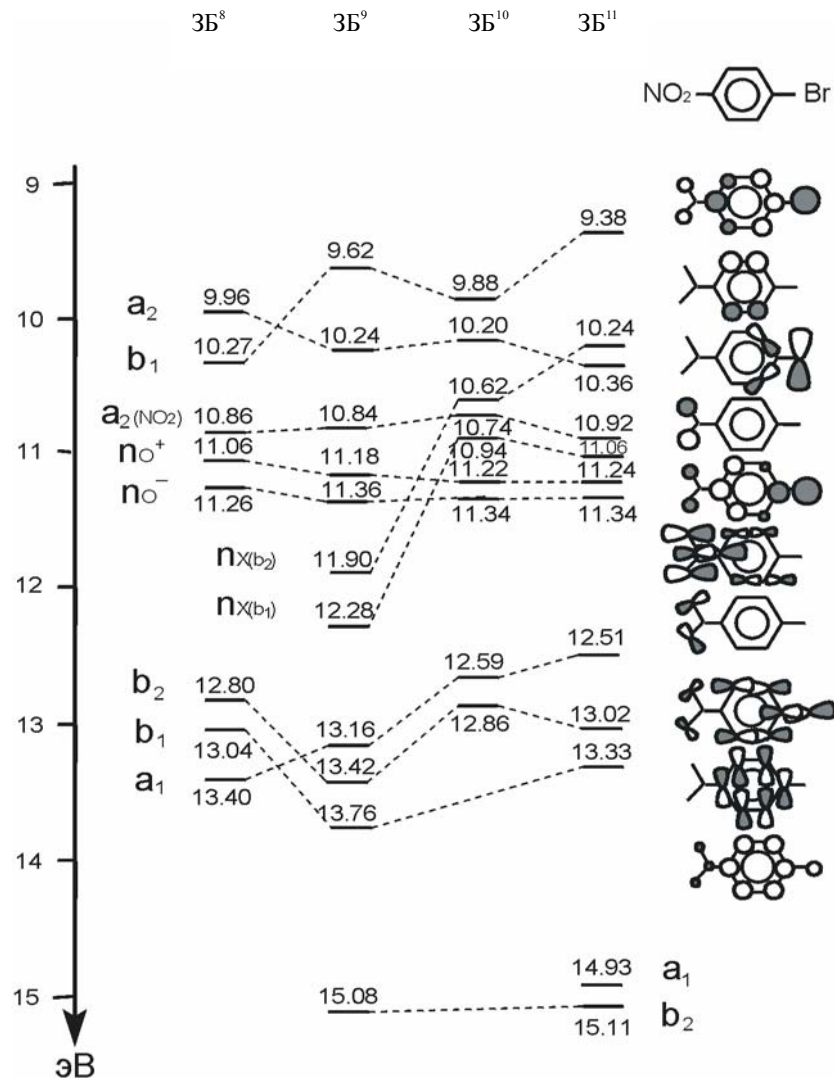 ЗБ⁸ ЗБ⁹ ЗБ¹⁰ ЗБ¹¹
NO₂ Br
9
9.38
9.62
9.88
a₂ 9.96
10
10.24 10.20 10.24
b₁ 10.27
10.62 10.36
a₂(NO₂) 10.86 10.84 10.74 10.92
11
nO⁺ 11.06 11.18 10.94 11.06
11.22 11.24
nO⁻ 11.26 11.36 11.34 11.34
nX(b₂) 11.90
12
nX(b₁) 12.28
12.59 12.51
b₂ 12.80
13
b₁ 13.04 13.16 12.86 13.02
a₁ 13.40 13.42 13.33
13.76
14
14.93 a₁
15
15.08 15.11 b₂
эВ